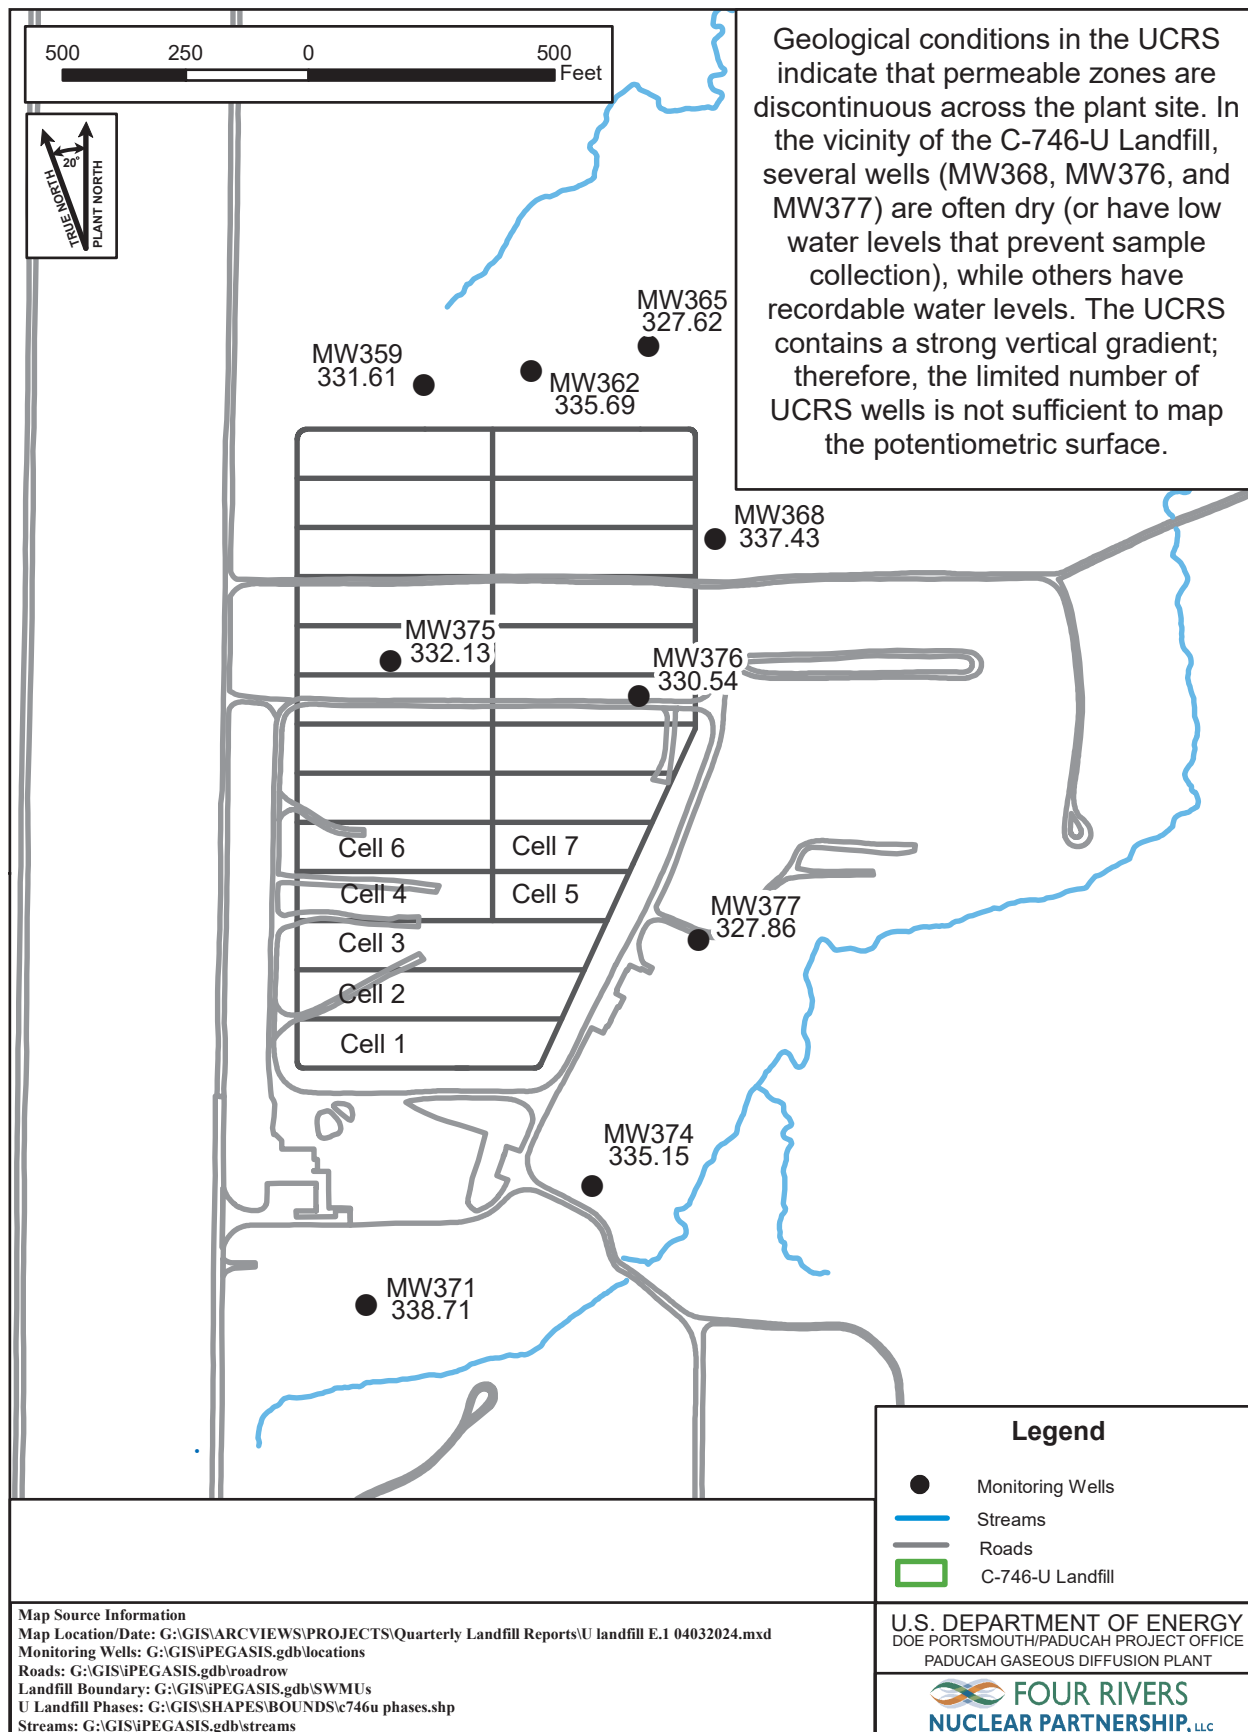 500 250 0 500
Feet
TRUE NORTH
20°
PLANT NORTH
Geological conditions in the UCRS
indicate that permeable zones are
discontinuous across the plant site. In
the vicinity of the C-746-U Landfill,
several wells (MW368, MW376, and
MW377) are often dry (or have low
water levels that prevent sample
collection), while others have
recordable water levels. The UCRS
contains a strong vertical gradient;
therefore, the limited number of
UCRS wells is not sufficient to map
the potentiometric surface.
MW365
327.62
MW359
331.61
MW362
335.69
MW368
337.43
MW375
332.13
MW376
330.54
Cell 6
Cell 7
Cell 4
Cell 5
MW377
327.86
Cell 3
Cell 2
Cell 1
MW374
335.15
MW371
338.71
Legend
Monitoring Wells
Streams
Roads
C-746-U Landfill
Map Source Information
Map Location/Date: G:\GIS\ARCVIEWS\PROJECTS\Quarterly Landfill Reports\U landfill E.1 04032024.mxd
Monitoring Wells: G:\GIS\iPEGASIS.gdb\locations
Roads: G:\GIS\iPEGASIS.gdb\roadrow
Landfill Boundary: G:\GIS\iPEGASIS.gdb\SWMUs
U Landfill Phases: G:\GIS\SHAPES\BOUNDS\c746u phases.shp
Streams: G:\GIS\iPEGASIS.gdb\streams
U.S. DEPARTMENT OF ENERGY
DOE PORTSMOUTH/PADUCAH PROJECT OFFICE
PADUCAH GASEOUS DIFFUSION PLANT
FOUR RIVERS
NUCLEAR PARTNERSHIP, LLC